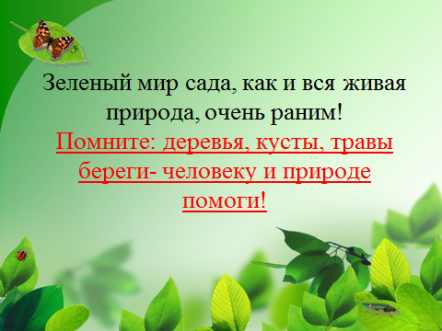 Зеленый мир сада, как и вся живая
природа, очень раним!
Помните: деревья, кусты, травы
береги- человеку и природе
помоги!